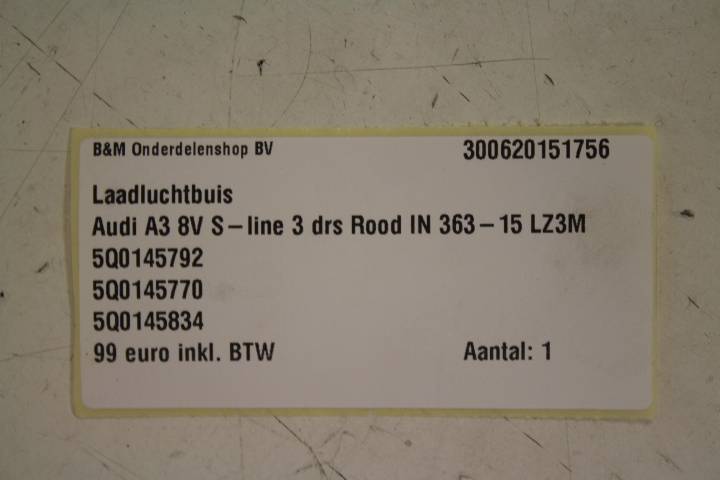 B&M Onderdelenshop BV 300620151756
Laadluchtbuis
Audi A3 8V S-line 3 drs Rood IN 363-15 LZ3M
5Q0145792
5Q0145770
5Q0145834
99 euro inkl. BTW Aantal: 1